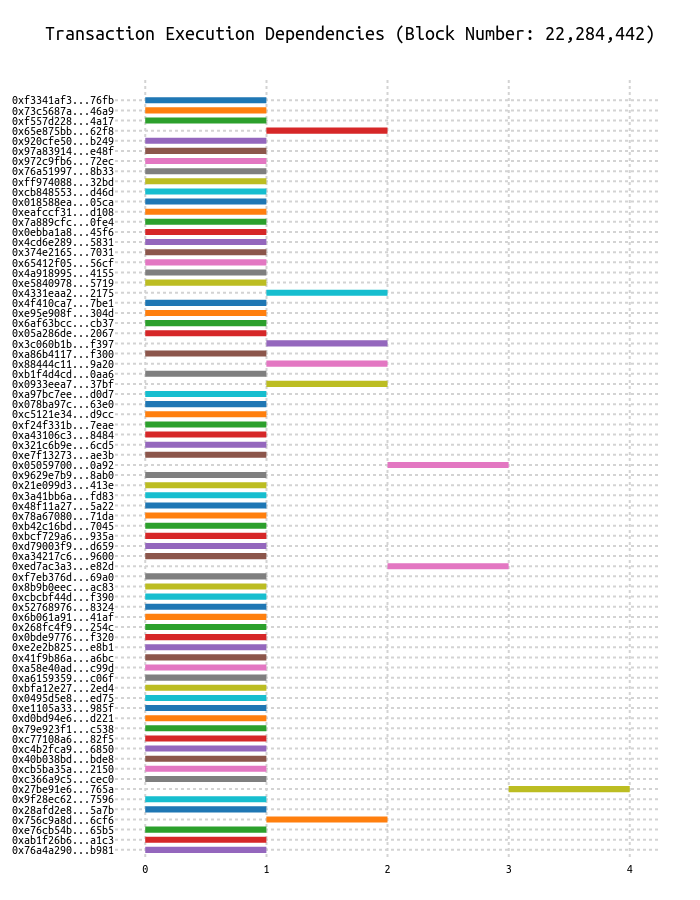 Transaction Execution Dependencies (Block Number: 22,284,442)
0xf3341af3...76fb
0x73c5687a...46a9
0xf557d228...4a17
0x65e875bb...62f8
0x920cfe50...b249
0x97a83914...e48f
0x972c9fb6...72ec
0x76a51997...8b33
0xff974088...32bd
0xcb848553...d46d
0x018588ea...05ca
0xeafccf31...d108
0x7a889cfc...0fe4
0x0ebba1a8...45f6
0x4cd6e289...5831
0x374e2165...7031
0x65412f05...56cf
0x4a918995...4155
0xe5840978...5719
0x4331eaa2...2175
0x4f410ca7...7be1
0xe95e908f...304d
0x6af63bcc...cb37
0x05a286de...2067
0x3c060b1b...f397
0xa86b4117...f300
0x88444c11...9a20
0xb1f4d4cd...0aa6
0x0933eea7...37bf
0xa97bc7ee...d0d7
0x078ba97c...63e0
0xc5121e34...d9cc
0xf24f331b...7eae
0xa43106c3...8484
0x321c6b9e...6cd5
0xe7f13273...ae3b
0x05059700...0a92
0x9629e7b9...8ab0
0x21e099d3...413e
0x3a41bb6a...fd83
0x48f11a27...5a22
0x78a67080...71da
0xb42c16bd...7045
0xbcf729a6...935a
0xd79003f9...d659
0xa34217c6...9600
0xed7ac3a3...e82d
0xf7eb376d...69a0
0x8b9b0eec...ac83
0xcbcbf44d...f390
0x52768976...8324
0x6b061a91...41af
0x268fc4f9...254c
0x0bde9776...f320
0xe2e2b825...e8b1
0x41f9b86a...a6bc
0xa58e40ad...c99d
0xa6159359...c06f
0xbfa12e27...2ed4
0x0495d5e8...ed75
0xe1105a33...985f
0xd0bd94e6...d221
0x79e923f1...c538
0xc77108a6...82f5
0xc4b2fca9...6850
0x40b038bd...bde8
0xcb5ba35a...2150
0xc366a9c5...cec0
0x27be91e6...765a
0x9f28ec62...7596
0x28afd2e8...5a7b
0x756c9a8d...6cf6
0xe76cb54b...65b5
0xab1f26b6...a1c3
0x76a4a290...b981
0 1 2 3 4